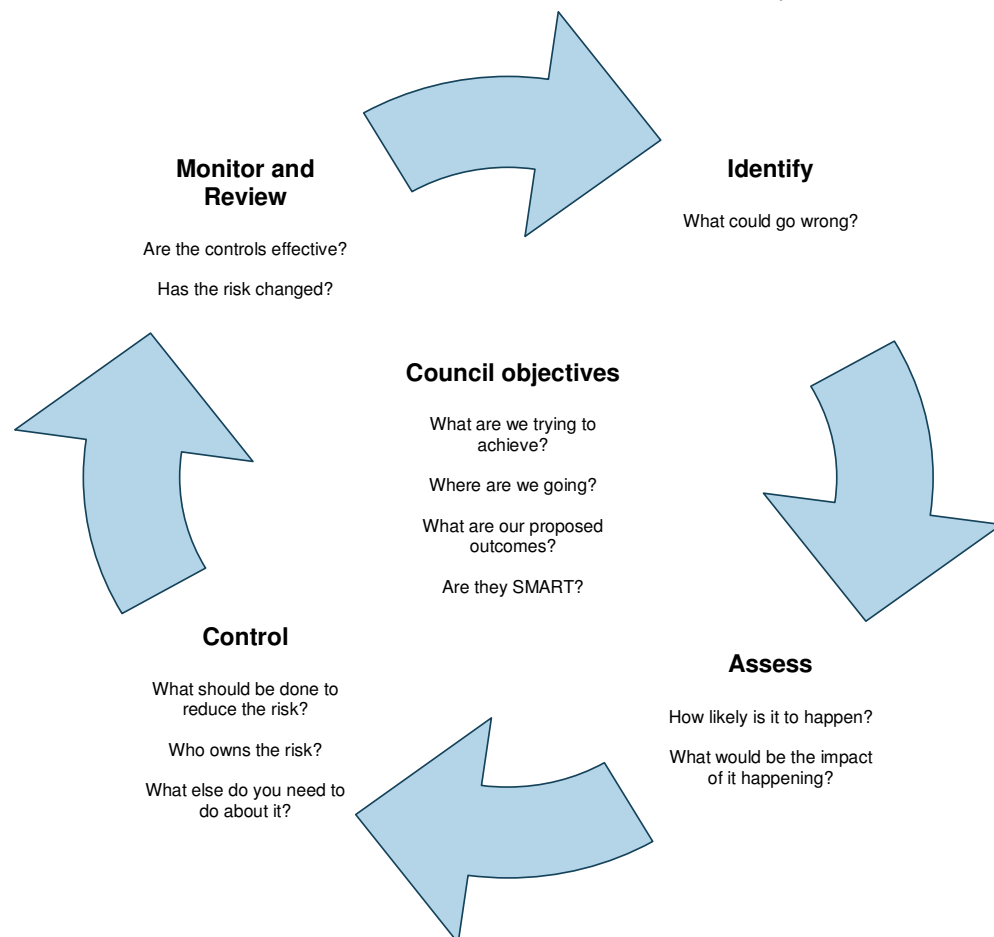 Monitor and
Review
Are the controls effective?
Has the risk changed?
Identify
What could go wrong?
Council objectives
What are we trying to
achieve?
Where are we going?
What are our proposed
outcomes?
Are they SMART?
Control
What should be done to
reduce the risk?
Who owns the risk?
What else do you need to
do about it?
Assess
How likely is it to happen?
What would be the impact
of it happening?